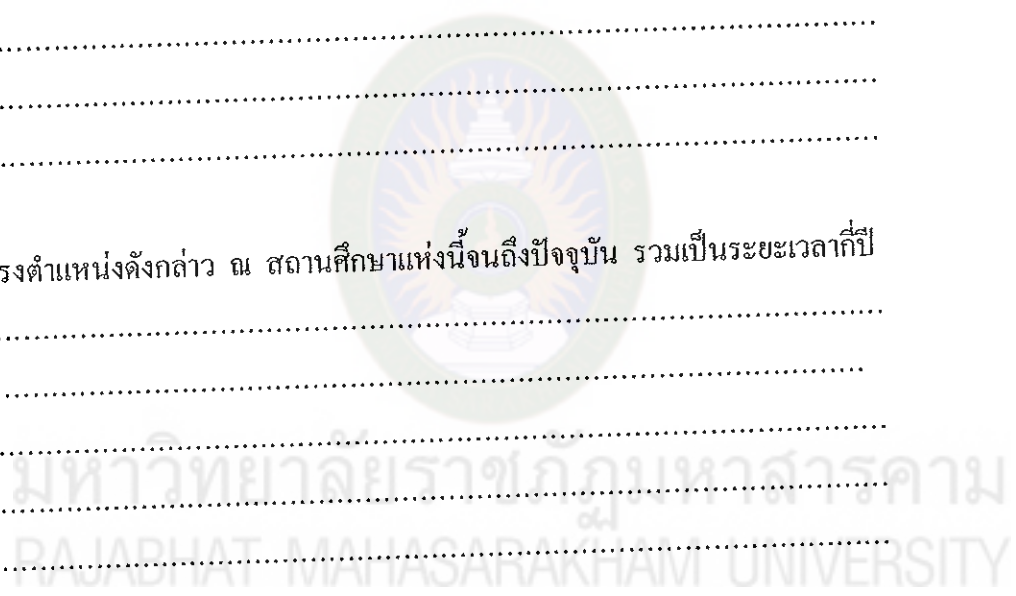 ........................................................................................
........................................................................................
........................................................................................
รงตำแหน่งดังกล่าว ณ สถานศึกษาแห่งนี้จนถึงปัจจุบัน รวมเป็นระยะเวลากี่ปี
........................................................................................
........................................................................................
........................................................................................
มหาวิทยาลัยราชภัฏมหาสารคาม
........................................................................................
........................................................................................
RAJABHAT MAHASARAKHAM UNIVERSITY